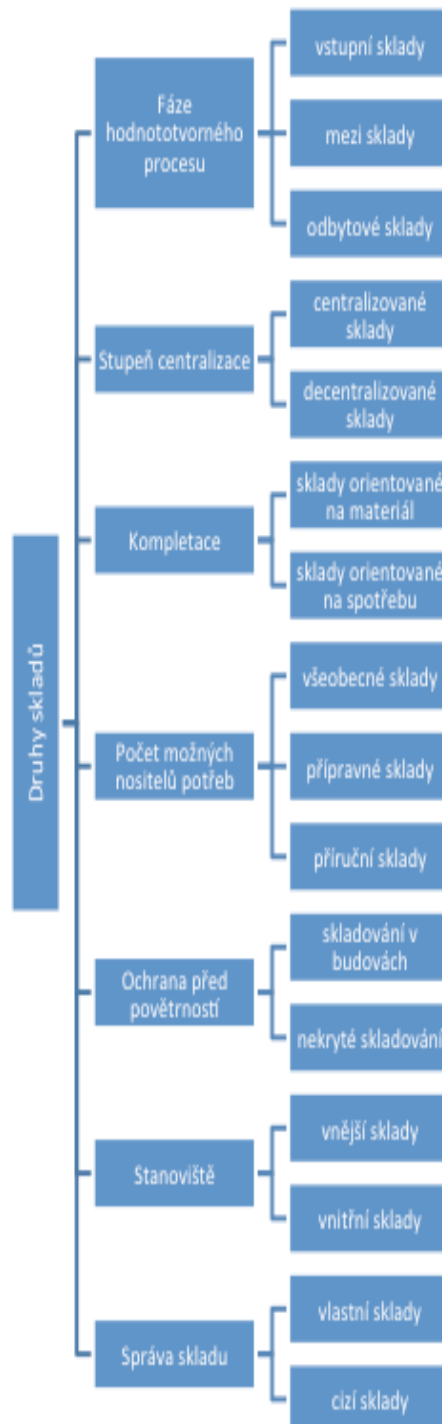 Druhy skladů
Fáze
hodnototvorného
procesu
vstupní sklady
mezi sklady
odbytové sklady
Stupeň centralizace
centralizované
sklady
decentralizované
sklady
Kompletace
sklady orientované
na materiál
sklady orientované
na spotřebu
Počet možných
nositelů potřeb
všeobecné sklady
přípravné sklady
příruční sklady
Ochrana před
povětrností
skladování v
budovách
nekryté skladování
Stanoviště
vnější sklady
vnitřní sklady
Správa skladu
vlastní sklady
cizí sklady